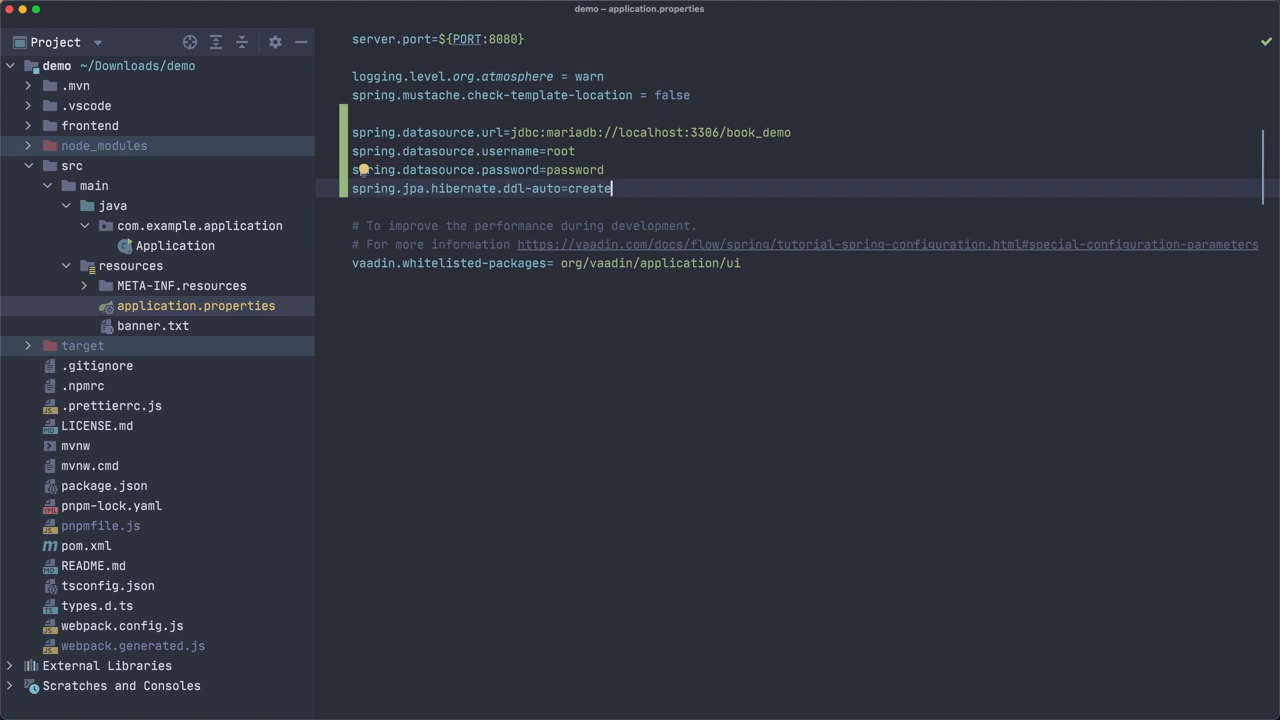 demo – application.properties
Project
demo ~/Downloads/demo
.mvn
.vscode
frontend
node_modules
src
main
java
com.example.application
Application
resources
META-INF.resources
application.properties
banner.txt
target
.gitignore
.npmrc
.prettierrc.js
LICENSE.md
mvnw
mvnw.cmd
package.json
pnpm-lock.yaml
pnpmfile.js
pom.xml
README.md
tsconfig.json
types.d.ts
webpack.config.js
webpack.generated.js
External Libraries
Scratches and Consoles
server.port=${PORT:8080}
logging.level.org.atmosphere = warn
spring.mustache.check-template-location = false
spring.datasource.url=jdbc:mariadb://localhost:3306/book_demo
spring.datasource.username=root
spring.datasource.password=password
spring.jpa.hibernate.ddl-auto=create
# To improve the performance during development.
# For more information https://vaadin.com/docs/flow/spring/tutorial-spring-configuration.html#special-configuration-parameters
vaadin.whitelisted-packages= org/vaadin/application/ui